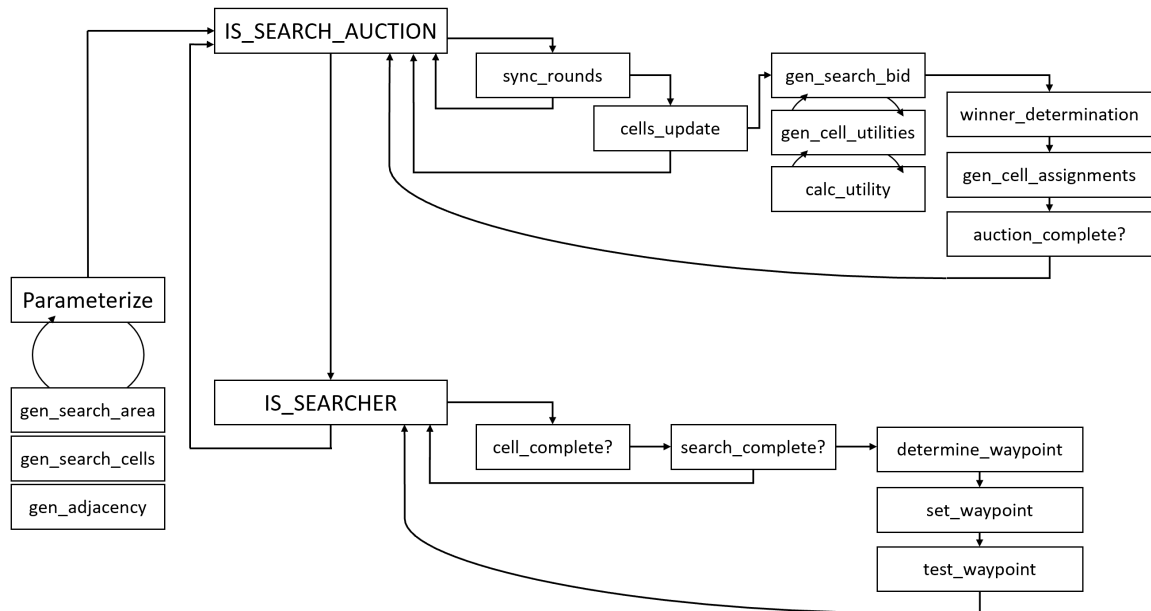 IS_SEARCH_AUCTION
sync_rounds
cells_update
gen_search_bid
gen_cell_utilities
calc_utility
winner_determination
gen_cell_assignments
auction_complete?
Parameterize
gen_search_area
gen_search_cells
gen_adjacency
IS_SEARCHER
cell_complete?
search_complete?
determine_waypoint
set_waypoint
test_waypoint